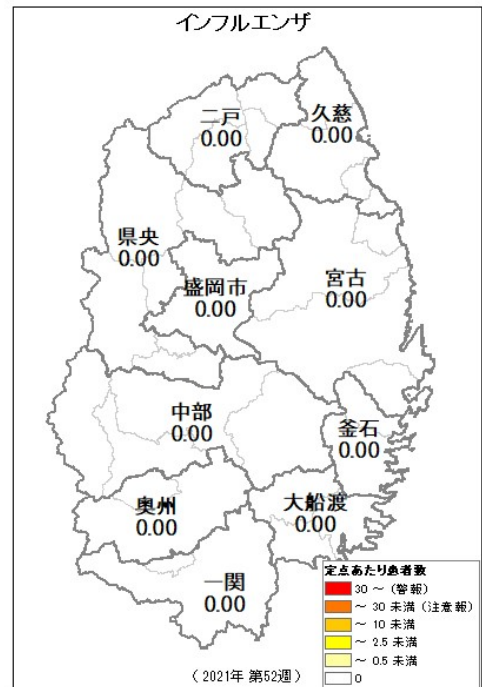 インフルエンザ
二戸
0.00
久慈
0.00
県央
0.00
盛岡市
0.00
宮古
0.00
中部
0.00
釜石
0.00
奥州
0.00
大船渡
0.00
一関
0.00
定点あたり患者数
30 ～ (警報)
～ 30 未満 (注意報)
～ 10 未満
～ 2.5 未満
～ 0.5 未満
0
( 2021年 第52週 )